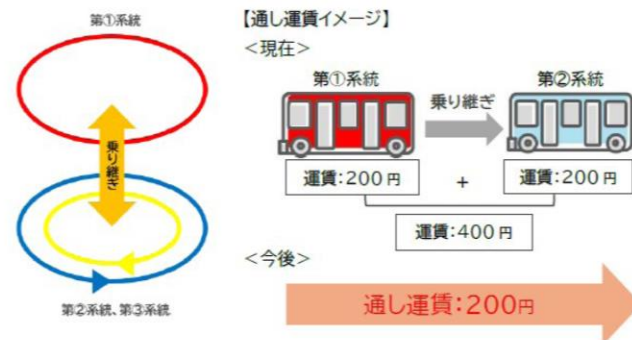 第①系統
乗り継ぎ
第②系統、第③系統
【通し運賃イメージ】
<現在>
第①系統
乗り継ぎ
第②系統
運賃:200円
+
運賃:200円
運賃:400円
<今後>
通し運賃:200円